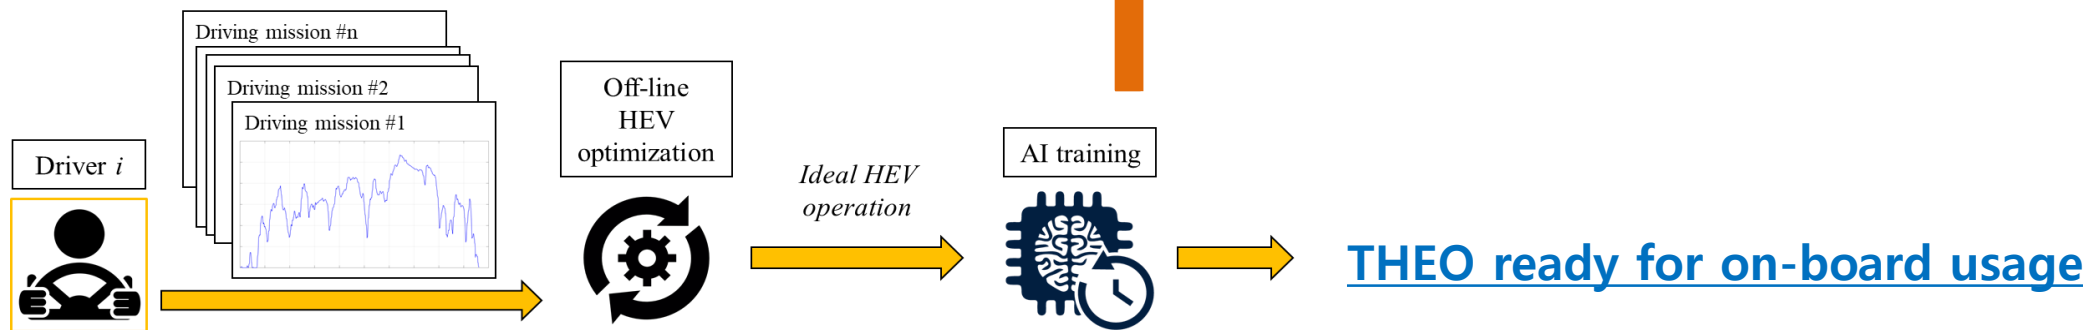 Driving mission #n
Driving mission #2
Driving mission #1
Driver i
Off-line
HEV
optimization
Ideal HEV
operation
AI training
THEO ready for on-board usage